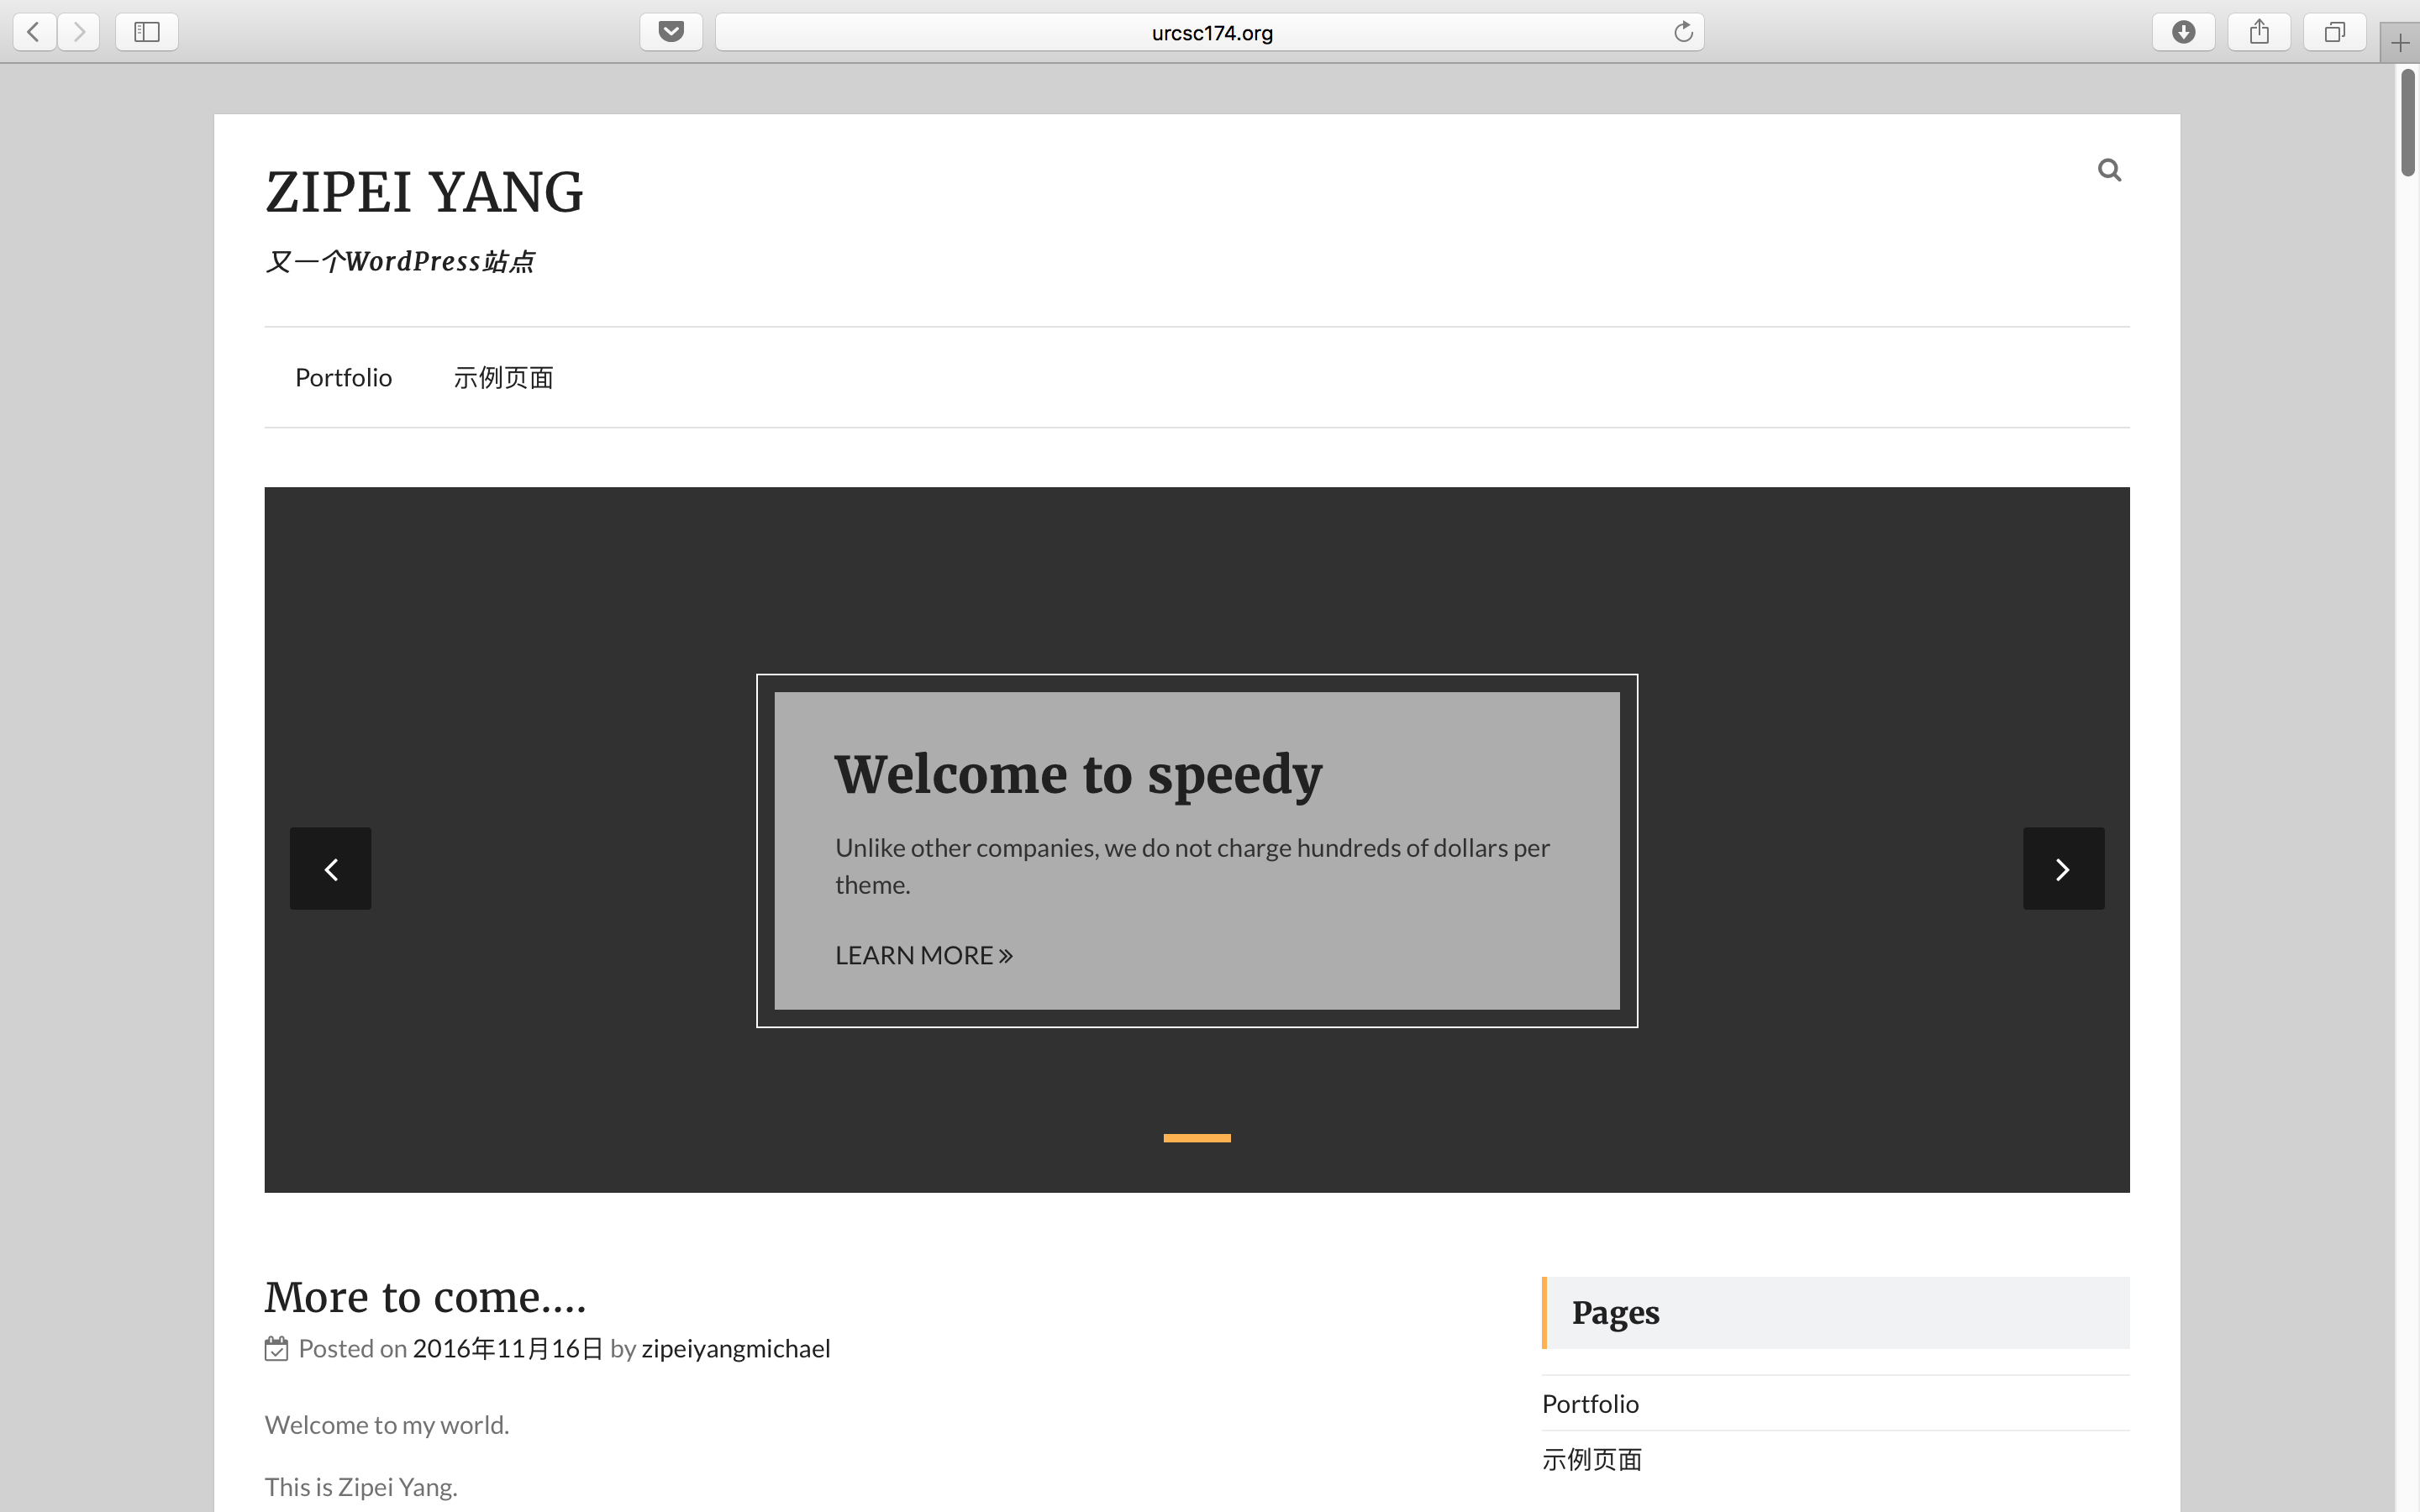 urcsc174.org
ZIPEI YANG
又一个WordPress站点
Portfolio 示例页面
Welcome to speedy
Unlike other companies, we do not charge hundreds of dollars per
theme.
LEARN MORE »
More to come....
Posted on 2016年11月16日 by zipeiyangmichael
Welcome to my world.
This is Zipei Yang.
Pages
Portfolio
示例页面